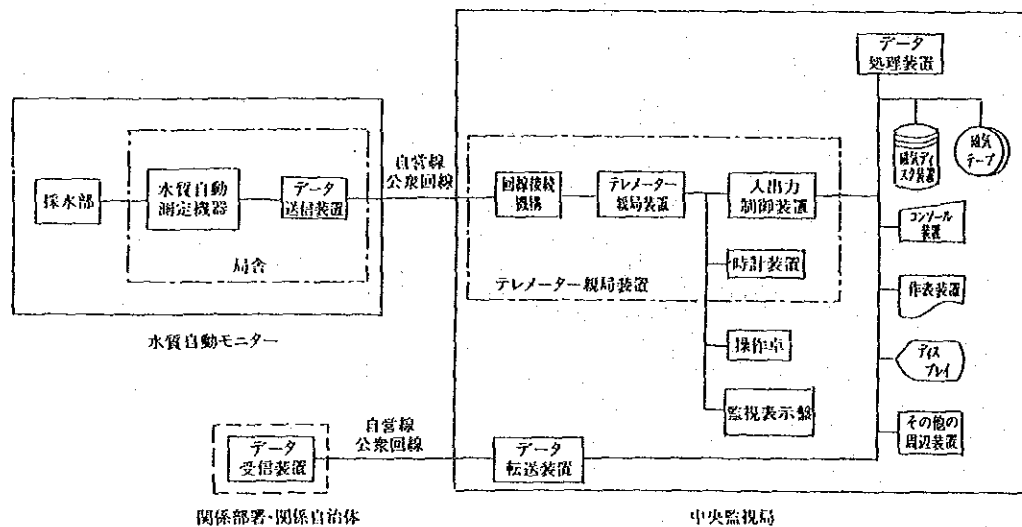 データ
処理装置
磁気ディ
スク装置
磁気
テープ
自営線
公衆回線
採水部
水質自動
測定機器
データ
送信装置
局舎
回線接続
機構
テレメーター
親局装置
入出力
制御装置
コンソール
装置
時計装置
テレメーター親局装置
作表装置
水質自動モニター
操作卓
ディス
プレイ
監視表示盤
自営線
公衆回線
データ
受信装置
データ
転送装置
その他の
周辺装置
関係部署・関係自治体
中央監視局